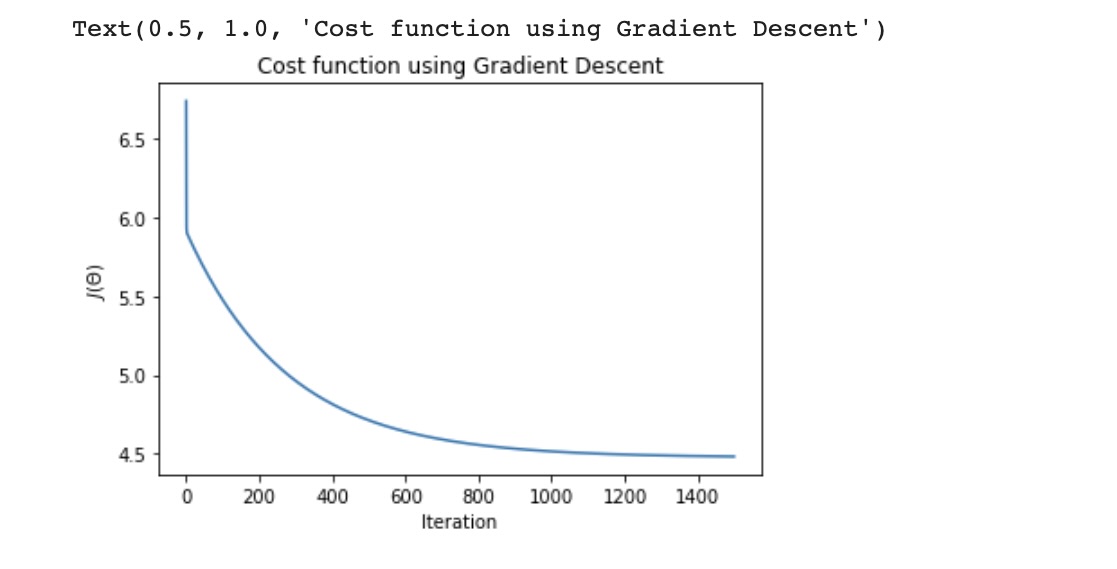 Text(0.5, 1.0, 'Cost function using Gradient Descent')
Cost function using Gradient Descent
6.5
6.0
5.5
5.0
4.5
J(Θ)
0 200 400 600 800 1000 1200 1400
Iteration